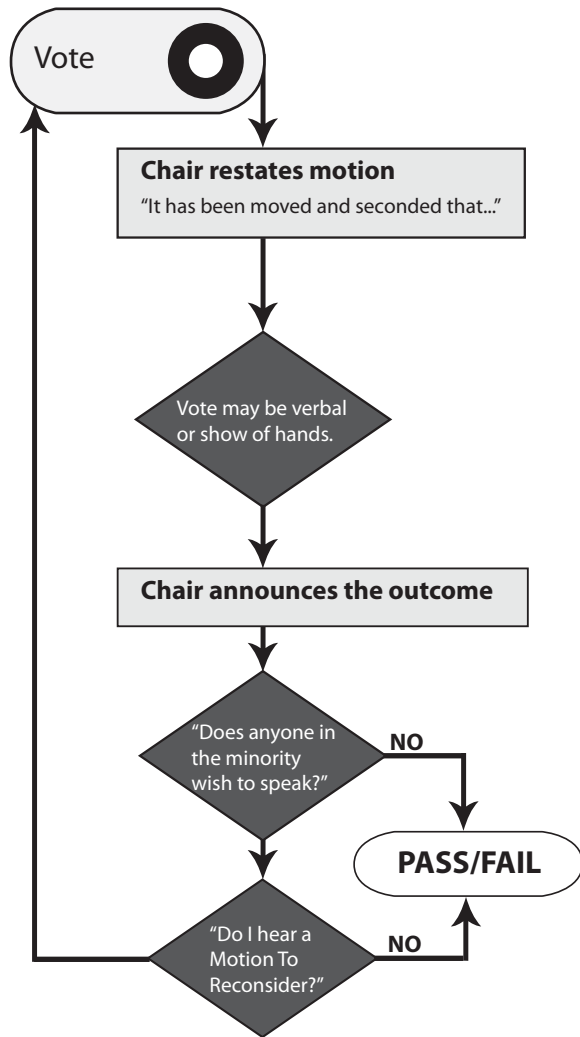 Vote
Chair restates motion
“It has been moved and seconded that...”
Vote may be verbal
or show of hands.
Chair announces the outcome
“Does anyone in
the minority
wish to speak?”
NO
PASS/FAIL
“Do I hear a
Motion To
Reconsider?”
NO